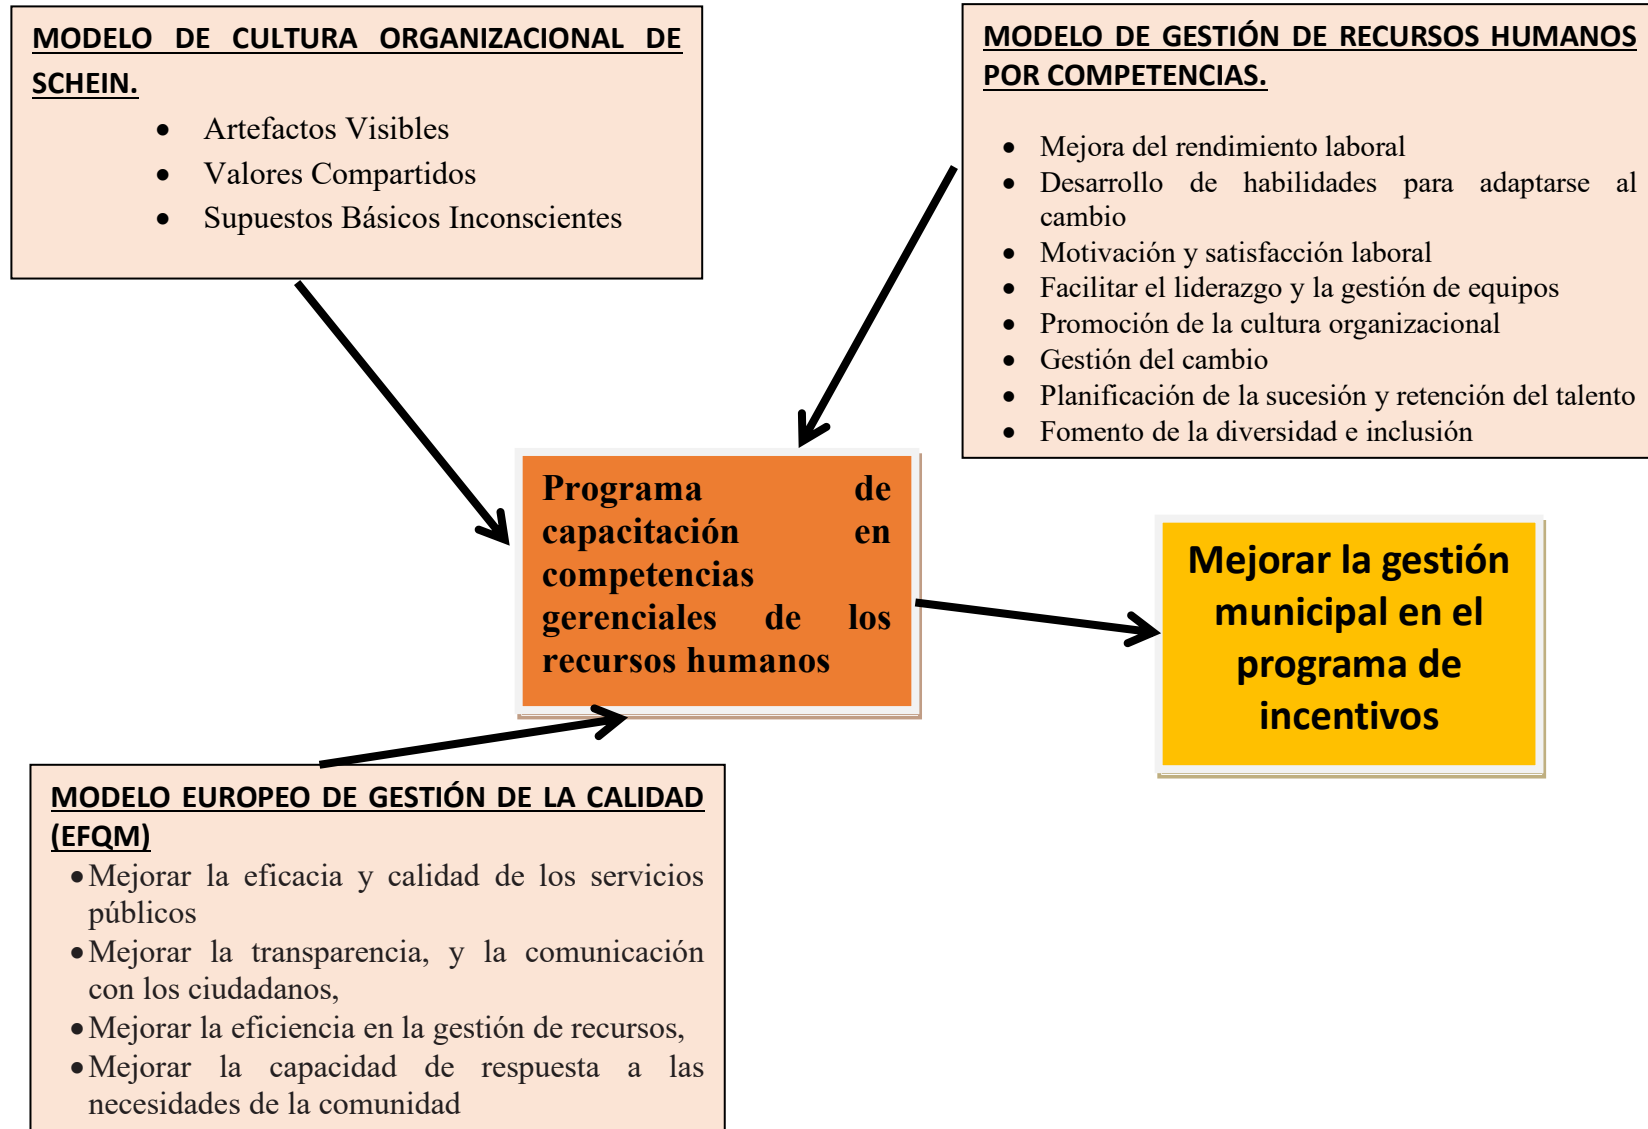 MODELO DE CULTURA ORGANIZACIONAL DE
SCHEIN.
• Artefactos Visibles
• Valores Compartidos
• Supuestos Básicos Inconscientes
MODELO DE GESTIÓN DE RECURSOS HUMANOS
POR COMPETENCIAS.
• Mejora del rendimiento laboral
• Desarrollo de habilidades para adaptarse al
cambio
• Motivación y satisfacción laboral
• Facilitar el liderazgo y la gestión de equipos
• Promoción de la cultura organizacional
• Gestión del cambio
• Planificación de la sucesión y retención del talento
• Fomento de la diversidad e inclusión
Programa de
capacitación en
competencias
gerenciales de los
recursos humanos
Mejorar la gestión
municipal en el
programa de
incentivos
MODELO EUROPEO DE GESTIÓN DE LA CALIDAD
(EFQM)
• Mejorar la eficacia y calidad de los servicios
públicos
• Mejorar la transparencia, y la comunicación
con los ciudadanos,
• Mejorar la eficiencia en la gestión de recursos,
• Mejorar la capacidad de respuesta a las
necesidades de la comunidad